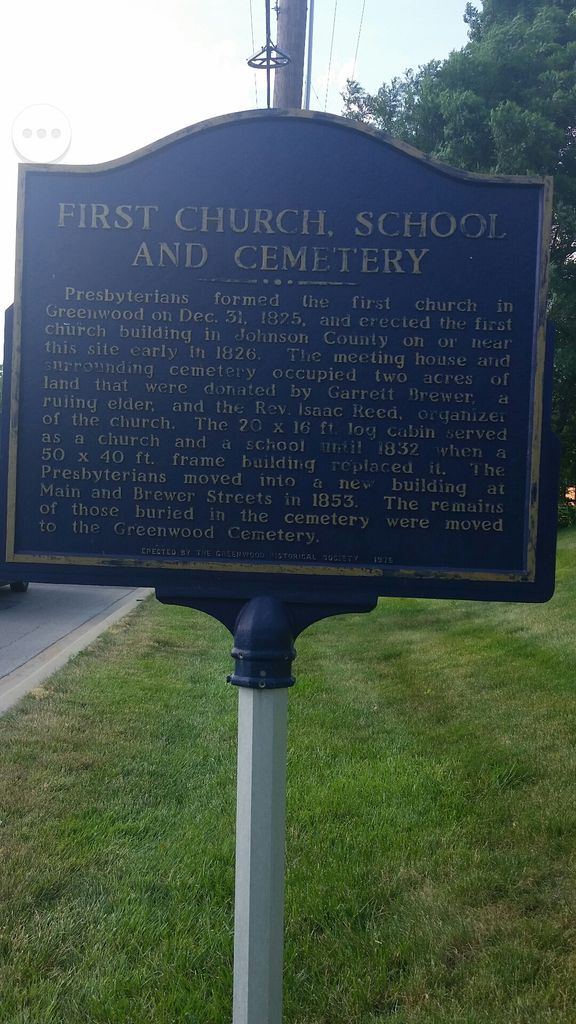 FIRST CHURCH, SCHOOL
AND CEMETERY
Presbyterians formed the first church in
Greenwood on Dec. 31, 1825, and erected the first
church building in Johnson County on or near
this site early in 1826. The meeting house and
surrounding cemetery occupied two acres of
land that were donated by Garrett Brewer, a
ruling elder, and the Rev. Isaac Reed, organizer
of the church. The 20 x 16 ft. log cabin served
as a church and a school until 1832 when a
50 x 40 ft. frame building replaced it. The
Presbyterians moved into a new building at
Main and Brewer Streets in 1853. The remains
of those buried in the cemetery were moved
to the Greenwood Cemetery.
ERECTED BY THE GREENWOOD HISTORICAL SOCIETY 1975